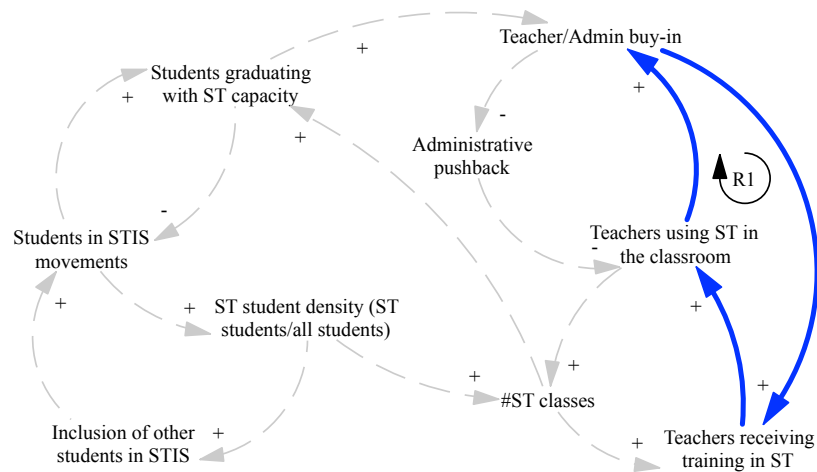 Teacher/Admin buy-in
+
Students graduating
with ST capacity
+
+
+
-
Administrative
pushback
R1
-
Students in STIS
movements
Teachers using ST in
the classroom
-
+
+
ST student density (ST
students/all students)
+
+
+
+
#ST classes
Inclusion of other
students in STIS
+
+
Teachers receiving
training in ST